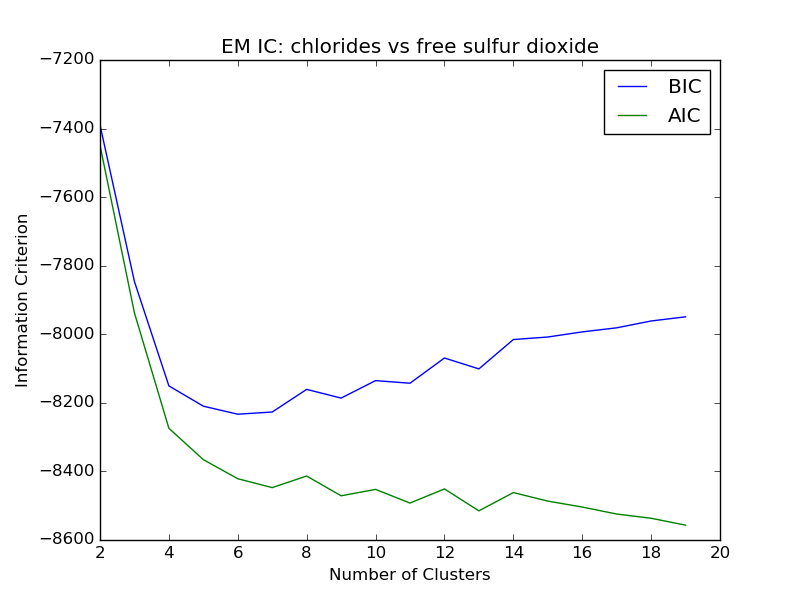 EM IC: chlorides vs free sulfur dioxide
−7200
−7400
−7600
−7800
−8000
−8200
−8400
−8600
Information Criterion
BIC
AIC
2 4 6 8 10 12 14 16 18 20
Number of Clusters